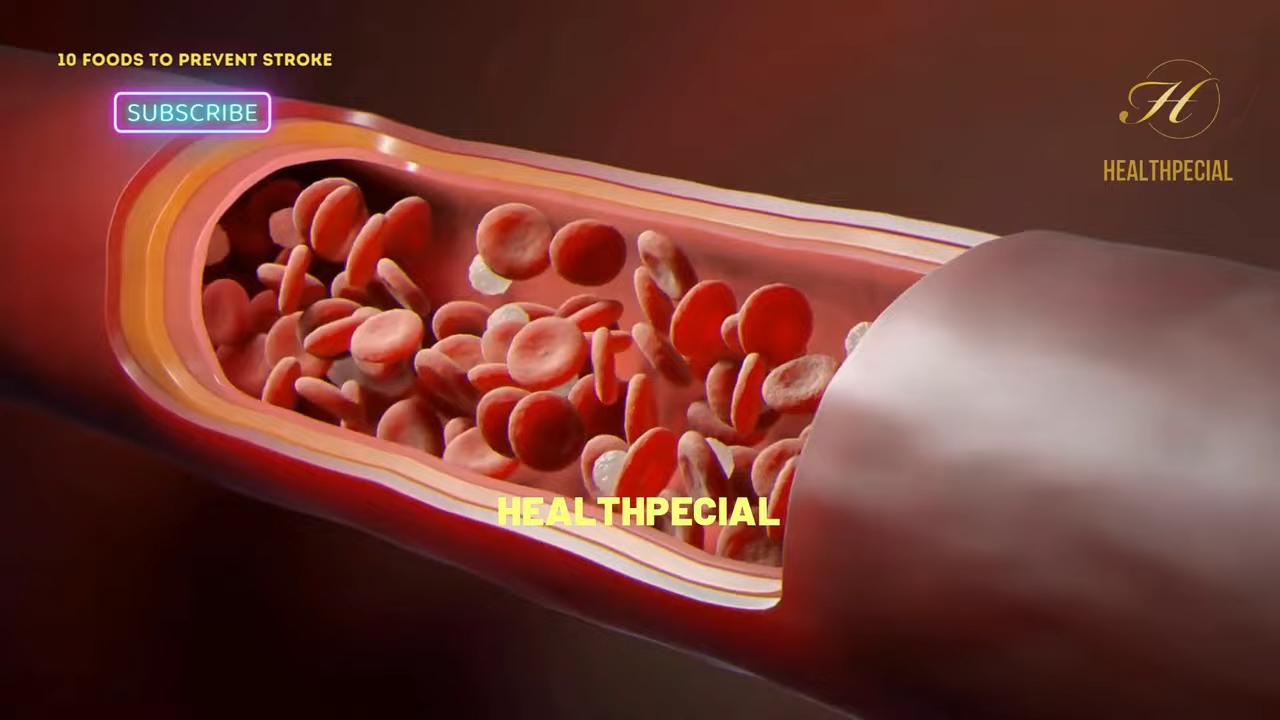 10 FOODS TO PREVENT STROKE
SUBSCRIBE
H
HEALTHPECIAL
HEALTHPECIAL